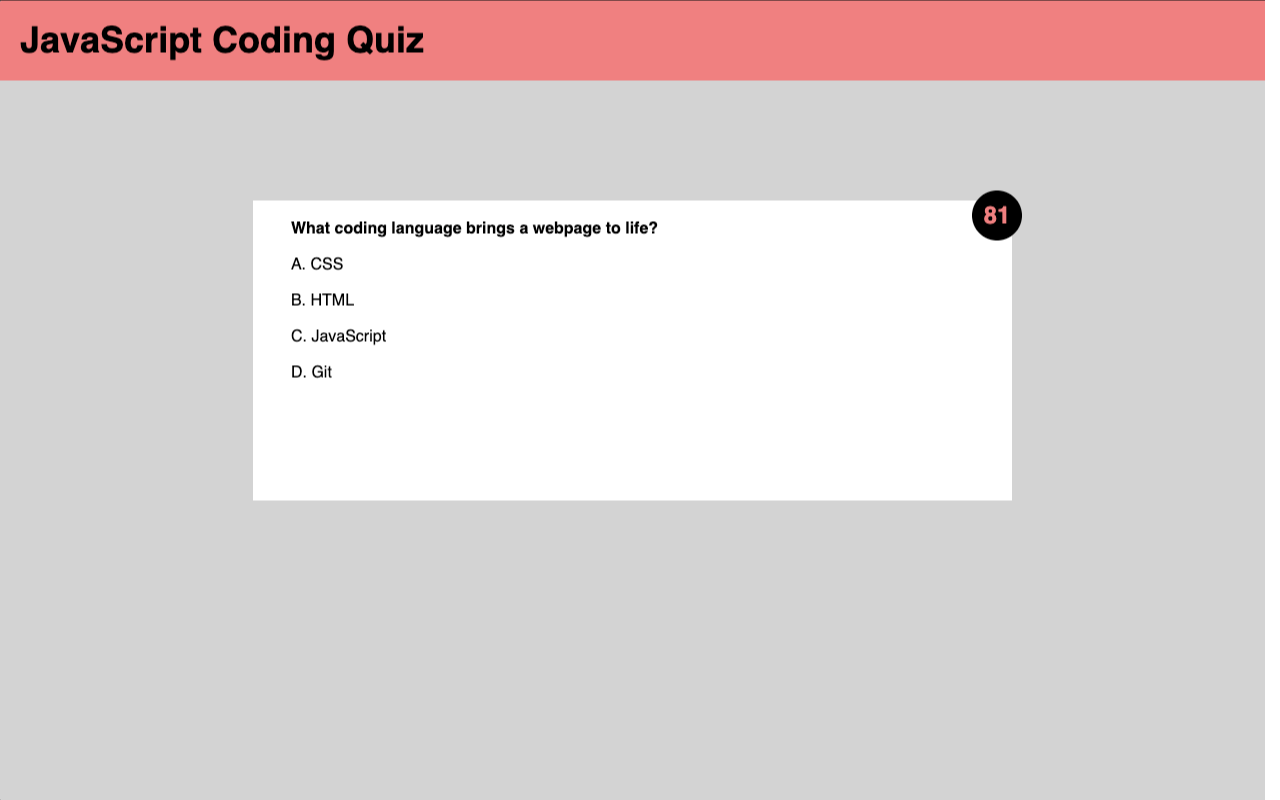 JavaScript Coding Quiz
81
What coding language brings a webpage to life?
A. CSS
B. HTML
C. JavaScript
D. Git